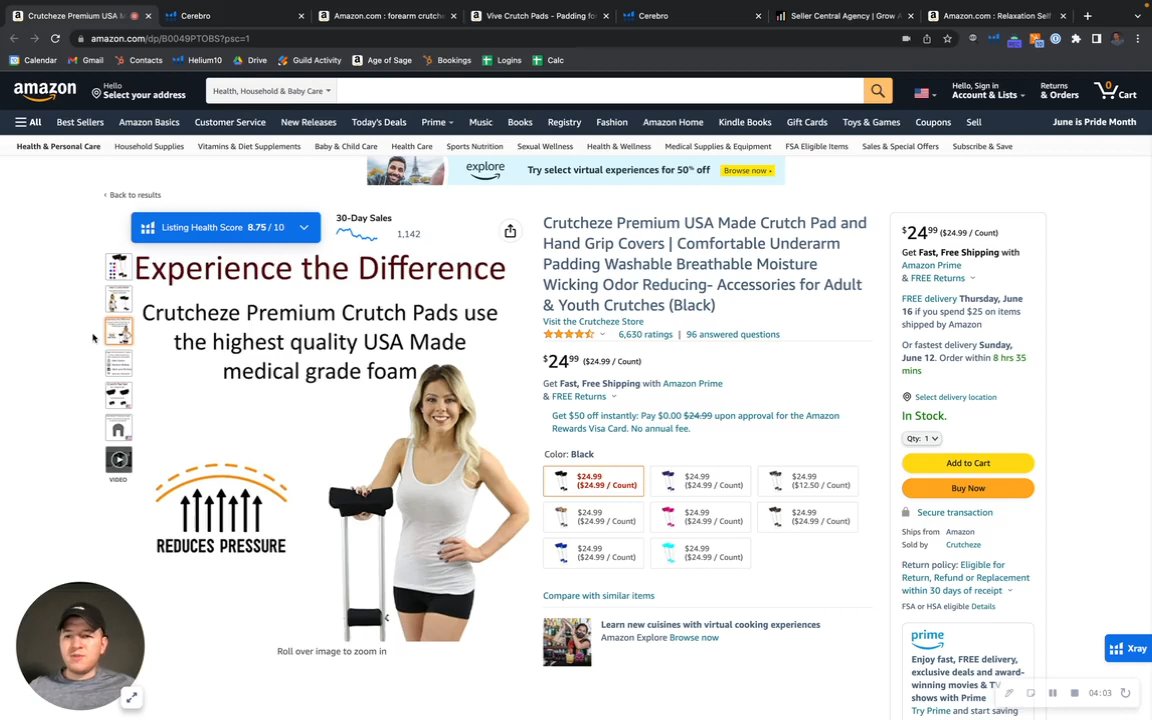 Crutcheze Premium USA M
Cerebro
Amazon.com : forearm crutche
Vive Crutch Pads - Padding fo
Cerebro
Seller Central Agency | Grow A
Amazon.com : Relaxation Self
amazon.com/dp/B0049PTOBS?psc=1
Calendar
Gmail
Contacts
Helium10
Drive
Guild Activity
Age of Sage
Bookings
Logins
Calc
amazon
Hello
Select your address
Health, Household & Baby Care
Hello, Sign in
Account & Lists
Returns
& Orders
0
Cart
All
Best Sellers
Amazon Basics
Customer Service
New Releases
Today's Deals
Prime
Music
Books
Registry
Fashion
Amazon Home
Kindle Books
Gift Cards
Toys & Games
Coupons
Sell
June is Pride Month
Health & Personal Care
Household Supplies
Vitamins & Diet Supplements
Baby & Child Care
Health Care
Sports Nutrition
Sexual Wellness
Health & Wellness
Medical Supplies & Equipment
FSA Eligible Items
Sales & Special Offers
Subscribe & Save
explore
Try select virtual experiences for 50% off
Browse now ›
‹ Back to results
Listing Health Score 8.75 / 10
30-Day Sales
1,142
Experience the Difference
Crutcheze Premium Crutch Pads use
the highest quality USA Made
medical grade foam
REDUCES PRESSURE
VIDEO
Roll over image to zoom in
Crutcheze Premium USA Made Crutch Pad and
Hand Grip Covers | Comfortable Underarm
Padding Washable Breathable Moisture
Wicking Odor Reducing- Accessories for Adult
& Youth Crutches (Black)
Visit the Crutcheze Store
6,630 ratings | 96 answered questions
$24.99 ($24.99 / Count)
Get Fast, Free Shipping with Amazon Prime
& FREE Returns
Get $50 off instantly: Pay $0.00 $24.99 upon approval for the Amazon
Rewards Visa Card. No annual fee.
Color: Black
$24.99
($24.99 / Count)
$24.99
($24.99 / Count)
$24.99
($12.50 / Count)
$24.99
($24.99 / Count)
$24.99
($24.99 / Count)
$24.99
($24.99 / Count)
$24.99
($24.99 / Count)
$24.99
($24.99 / Count)
Compare with similar items
Learn new cuisines with virtual cooking experiences
Amazon Explore Browse now
$24.99 ($24.99 / Count)
Get Fast, Free Shipping with
Amazon Prime
& FREE Returns
FREE delivery Thursday, June
16 if you spend $25 on items
shipped by Amazon
Or fastest delivery Sunday,
June 12. Order within 8 hrs 35
mins
Select delivery location
In Stock.
Qty: 1
Add to Cart
Buy Now
Secure transaction
Ships from Amazon
Sold by Crutcheze
Return policy: Eligible for
Return, Refund or Replacement
within 30 days of receipt
FSA or HSA eligible Details
prime
Enjoy fast, FREE delivery,
exclusive deals and award-
winning movies & TV
shows with Prime
Try Prime and start saving
Xray
04:03